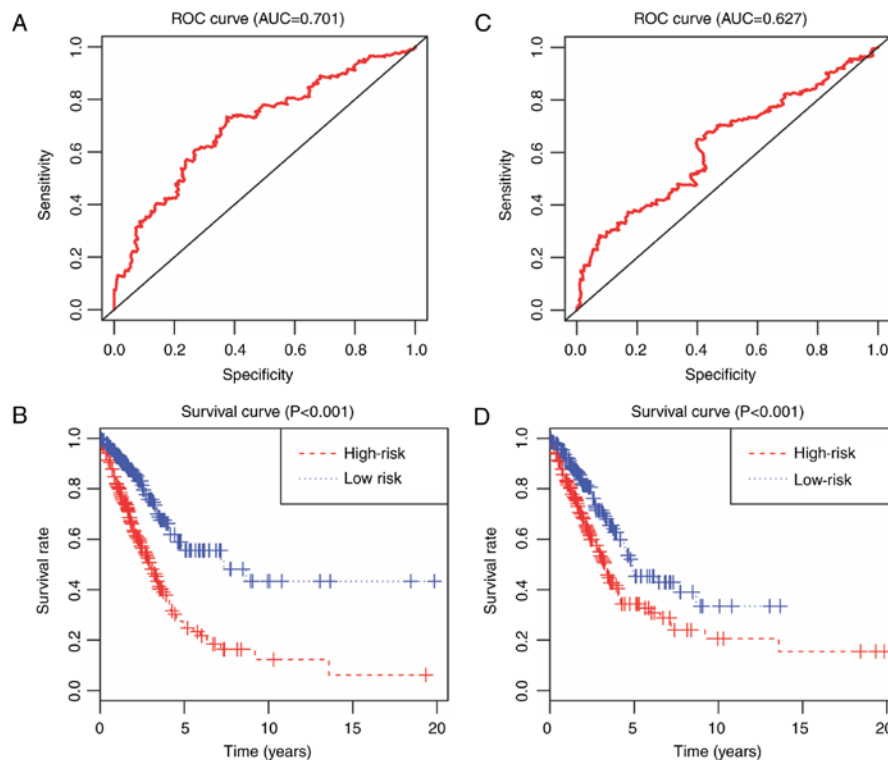 A
ROC curve (AUC=0.701)
1.0
0.8
0.6
0.4
0.2
0.0
Sensitivity
0.0 0.2 0.4 0.6 0.8 1.0
Specificity
C
ROC curve (AUC=0.627)
1.0
0.8
0.6
0.4
0.2
0.0
Sensitivity
0.0 0.2 0.4 0.6 0.8 1.0
Specificity
B
Survival curve (P<0.001)
High-risk
Low risk
1.0
0.8
0.6
0.4
0.2
0.0
Survival rate
0 5 10 15 20
Time (years)
D
Survival curve (P<0.001)
High-risk
Low-risk
1.0
0.8
0.6
0.4
0.2
0.0
Survival rate
0 5 10 15 20
Time (years)